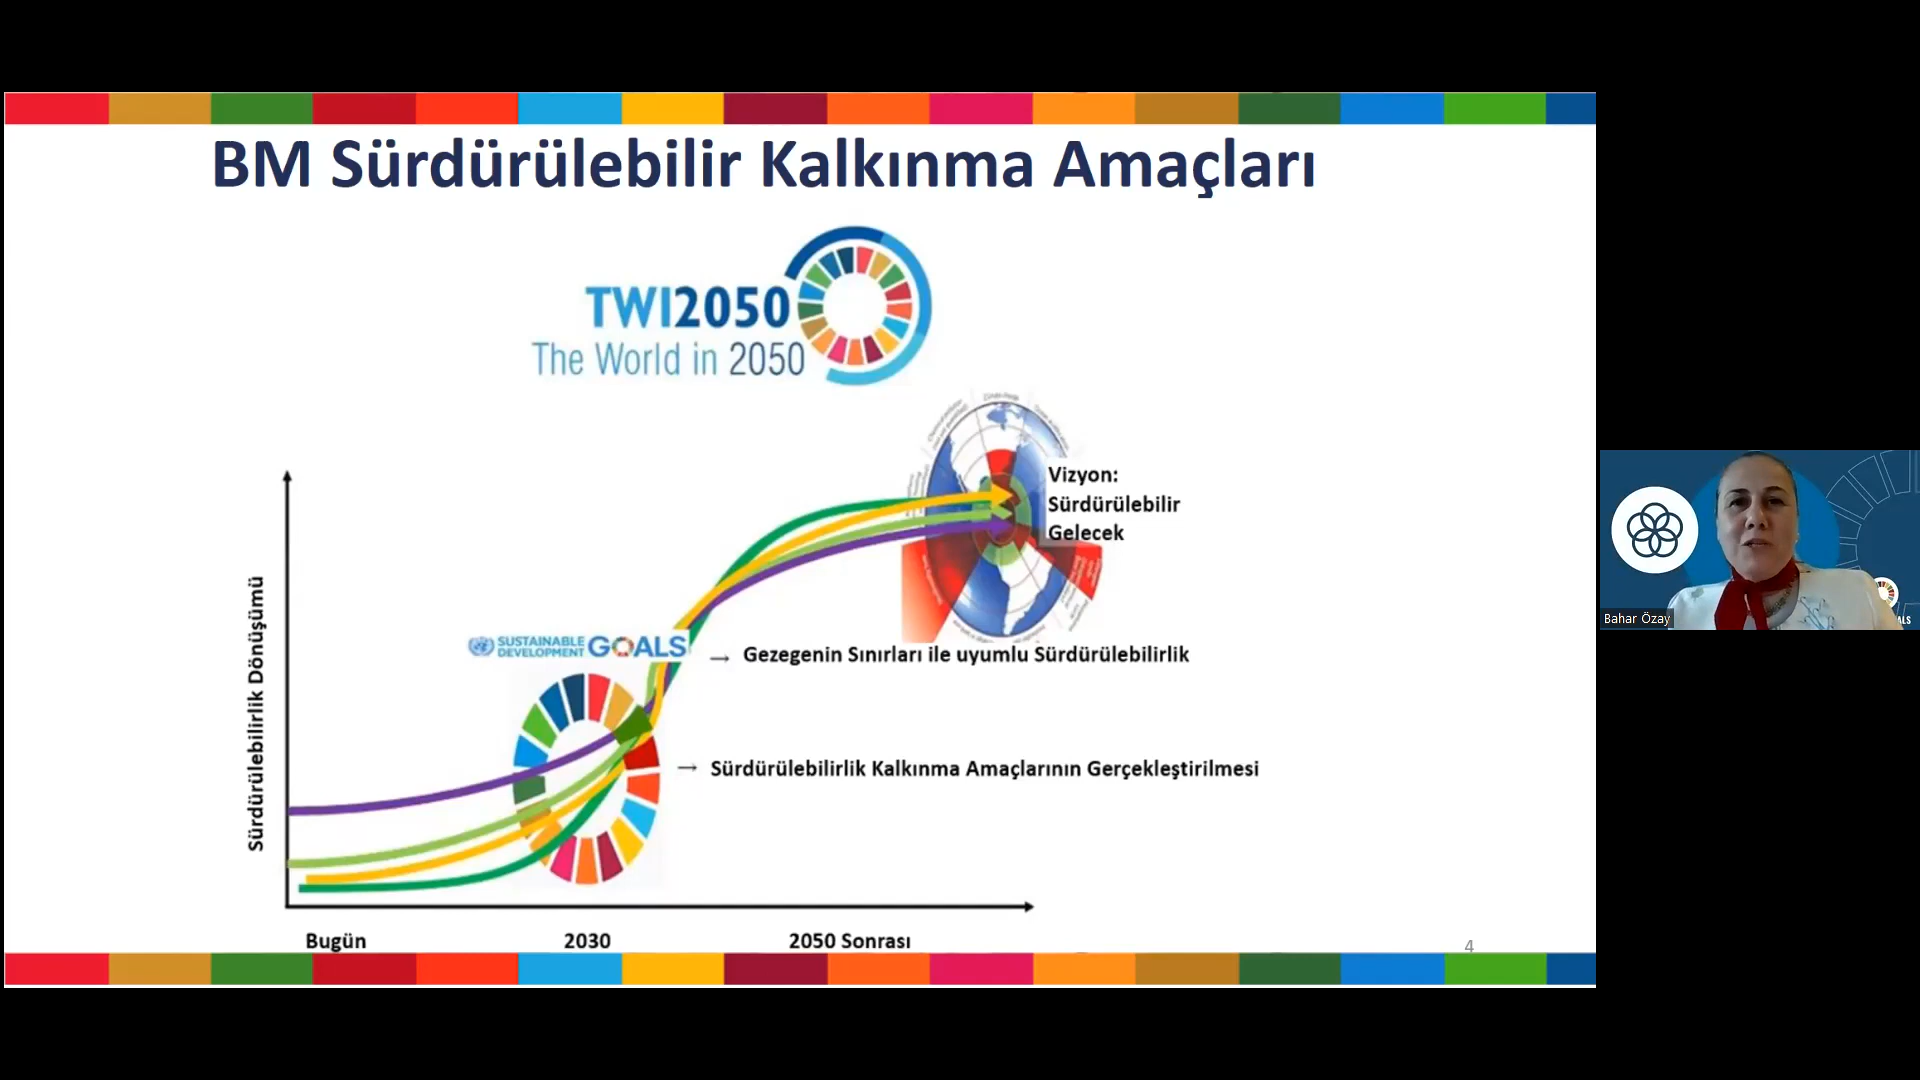 BM Sürdürülebilir Kalkınma Amaçları
TWI2050
The World in 2050
Vizyon:
Sürdürülebilir
Gelecek
Sürdürülebilirlik Dönüşümü
SUSTAINABLE
DEVELOPMENT
GOALS
→ Gezegenin Sınırları ile uyumlu Sürdürülebilirlik
→ Sürdürülebilirlik Kalkınma Amaçlarının Gerçekleştirilmesi
Bugün
2030
2050 Sonrası
4
Bahar Özay
ALS